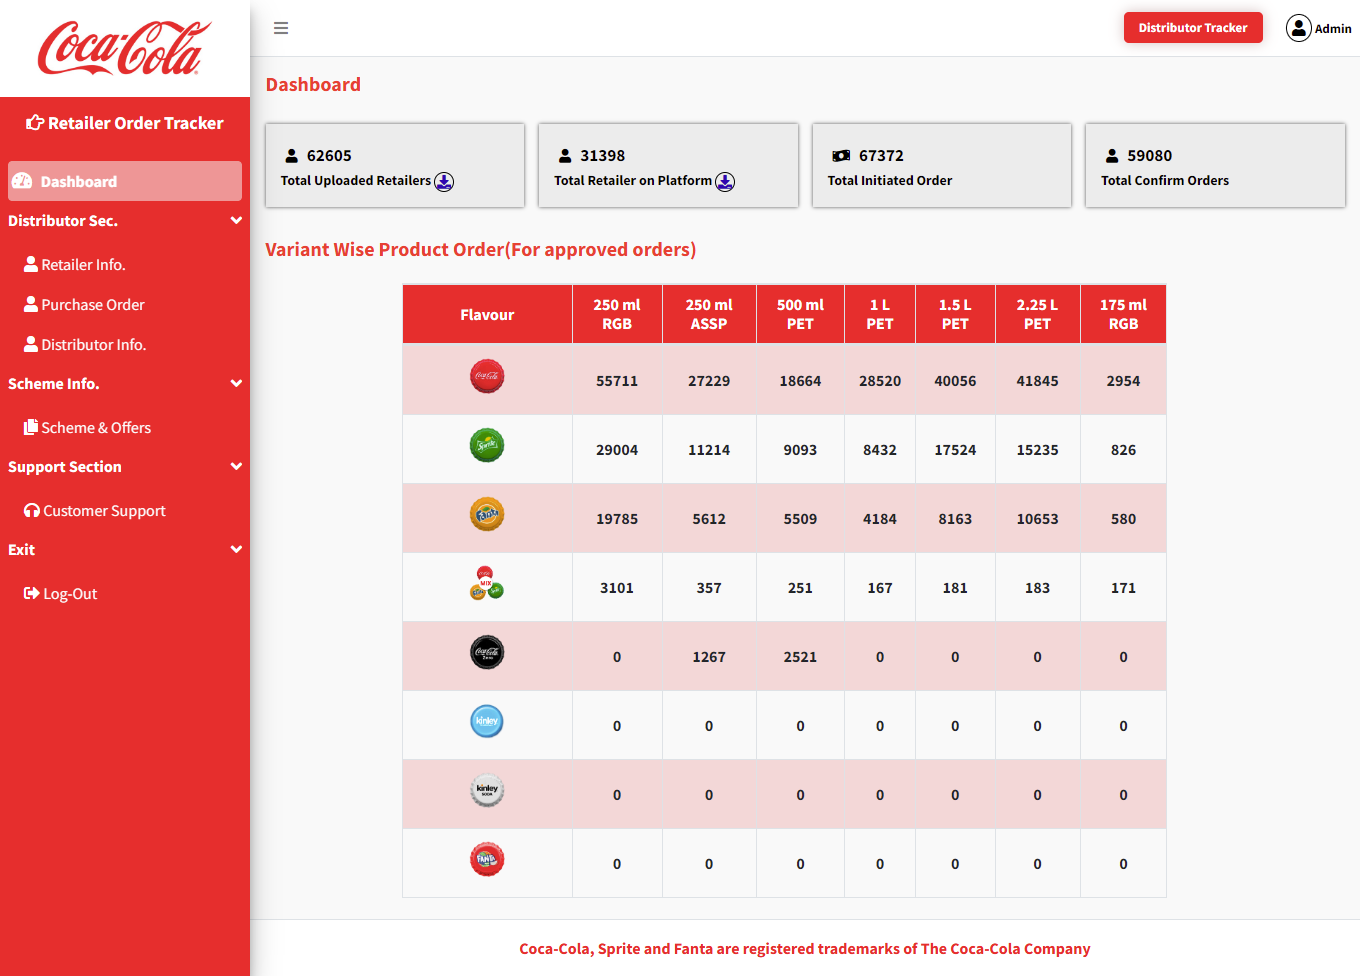 Coca-Cola
Distributor Tracker
Admin
Retailer Order Tracker
Dashboard
Distributor Sec.
Retailer Info.
Purchase Order
Distributor Info.
Scheme Info.
Scheme & Offers
Support Section
Customer Support
Exit
Log-Out
Dashboard
62605
Total Uploaded Retailers
31398
Total Retailer on Platform
67372
Total Initiated Order
59080
Total Confirm Orders
Variant Wise Product Order(For approved orders)
Flavour 250 ml RGB 250 ml ASSP 500 ml PET 1 L PET 1.5 L PET 2.25 L PET 175 ml RGB
Coca-Cola 55711 27229 18664 28520 40056 41845 2954
Sprite 29004 11214 9093 8432 17524 15235 826
Fanta 19785 5612 5509 4184 8163 10653 580
MIX 3101 357 251 167 181 183 171
Coca-Cola Zero 0 1267 2521 0 0 0 0
kinley 0 0 0 0 0 0 0
kinley SODA 0 0 0 0 0 0 0
FANTA 0 0 0 0 0 0 0
Coca-Cola, Sprite and Fanta are registered trademarks of The Coca-Cola Company